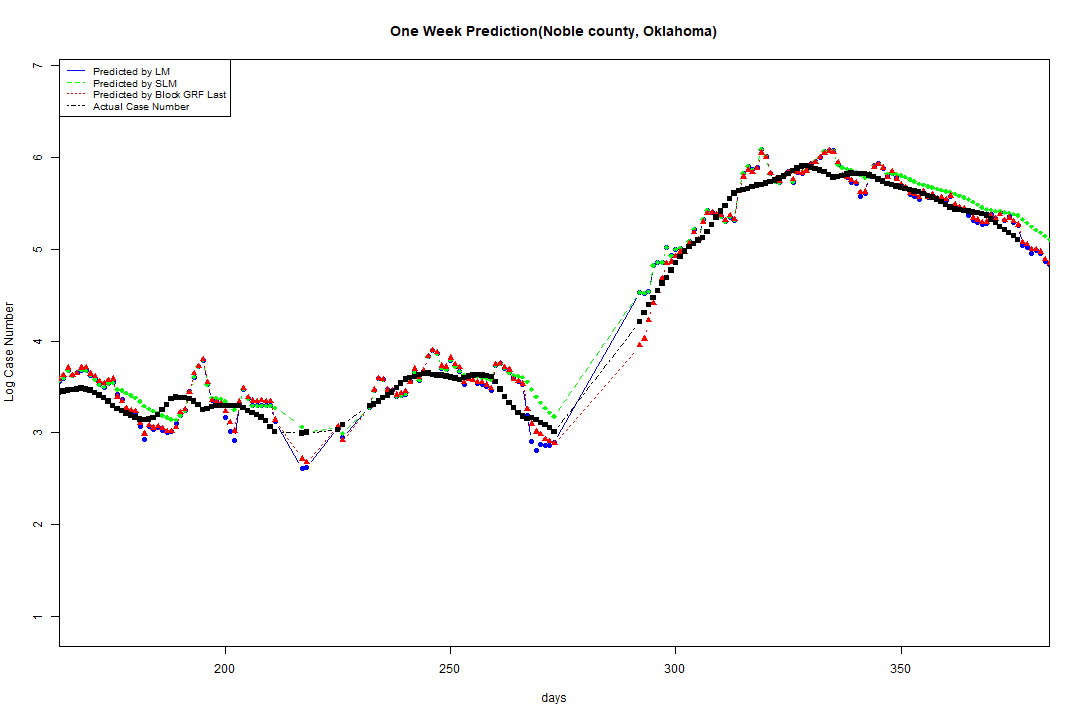 One Week Prediction(Noble county, Oklahoma)
Predicted by LM
Predicted by SLM
Predicted by Block GRF Last
Actual Case Number
Log Case Number
7
6
5
4
3
2
1
200 250 300 350
days